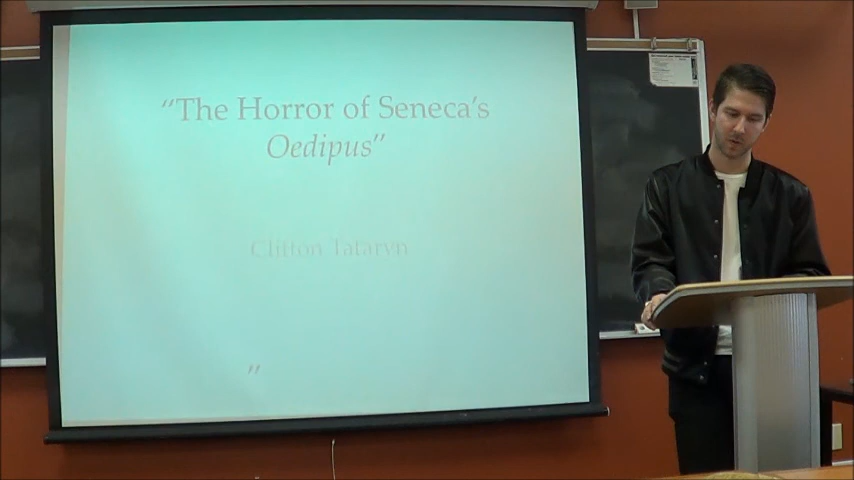 “The Horror of Seneca’s
Oedipus”
Clifton Tataryn
”